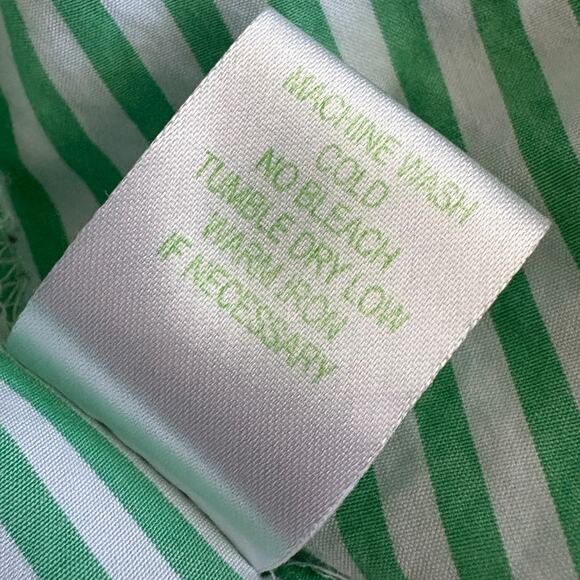 MACHINE WASH
COLD
NO BLEACH
TUMBLE DRY LOW
WARM IRON
IF NECESSARY